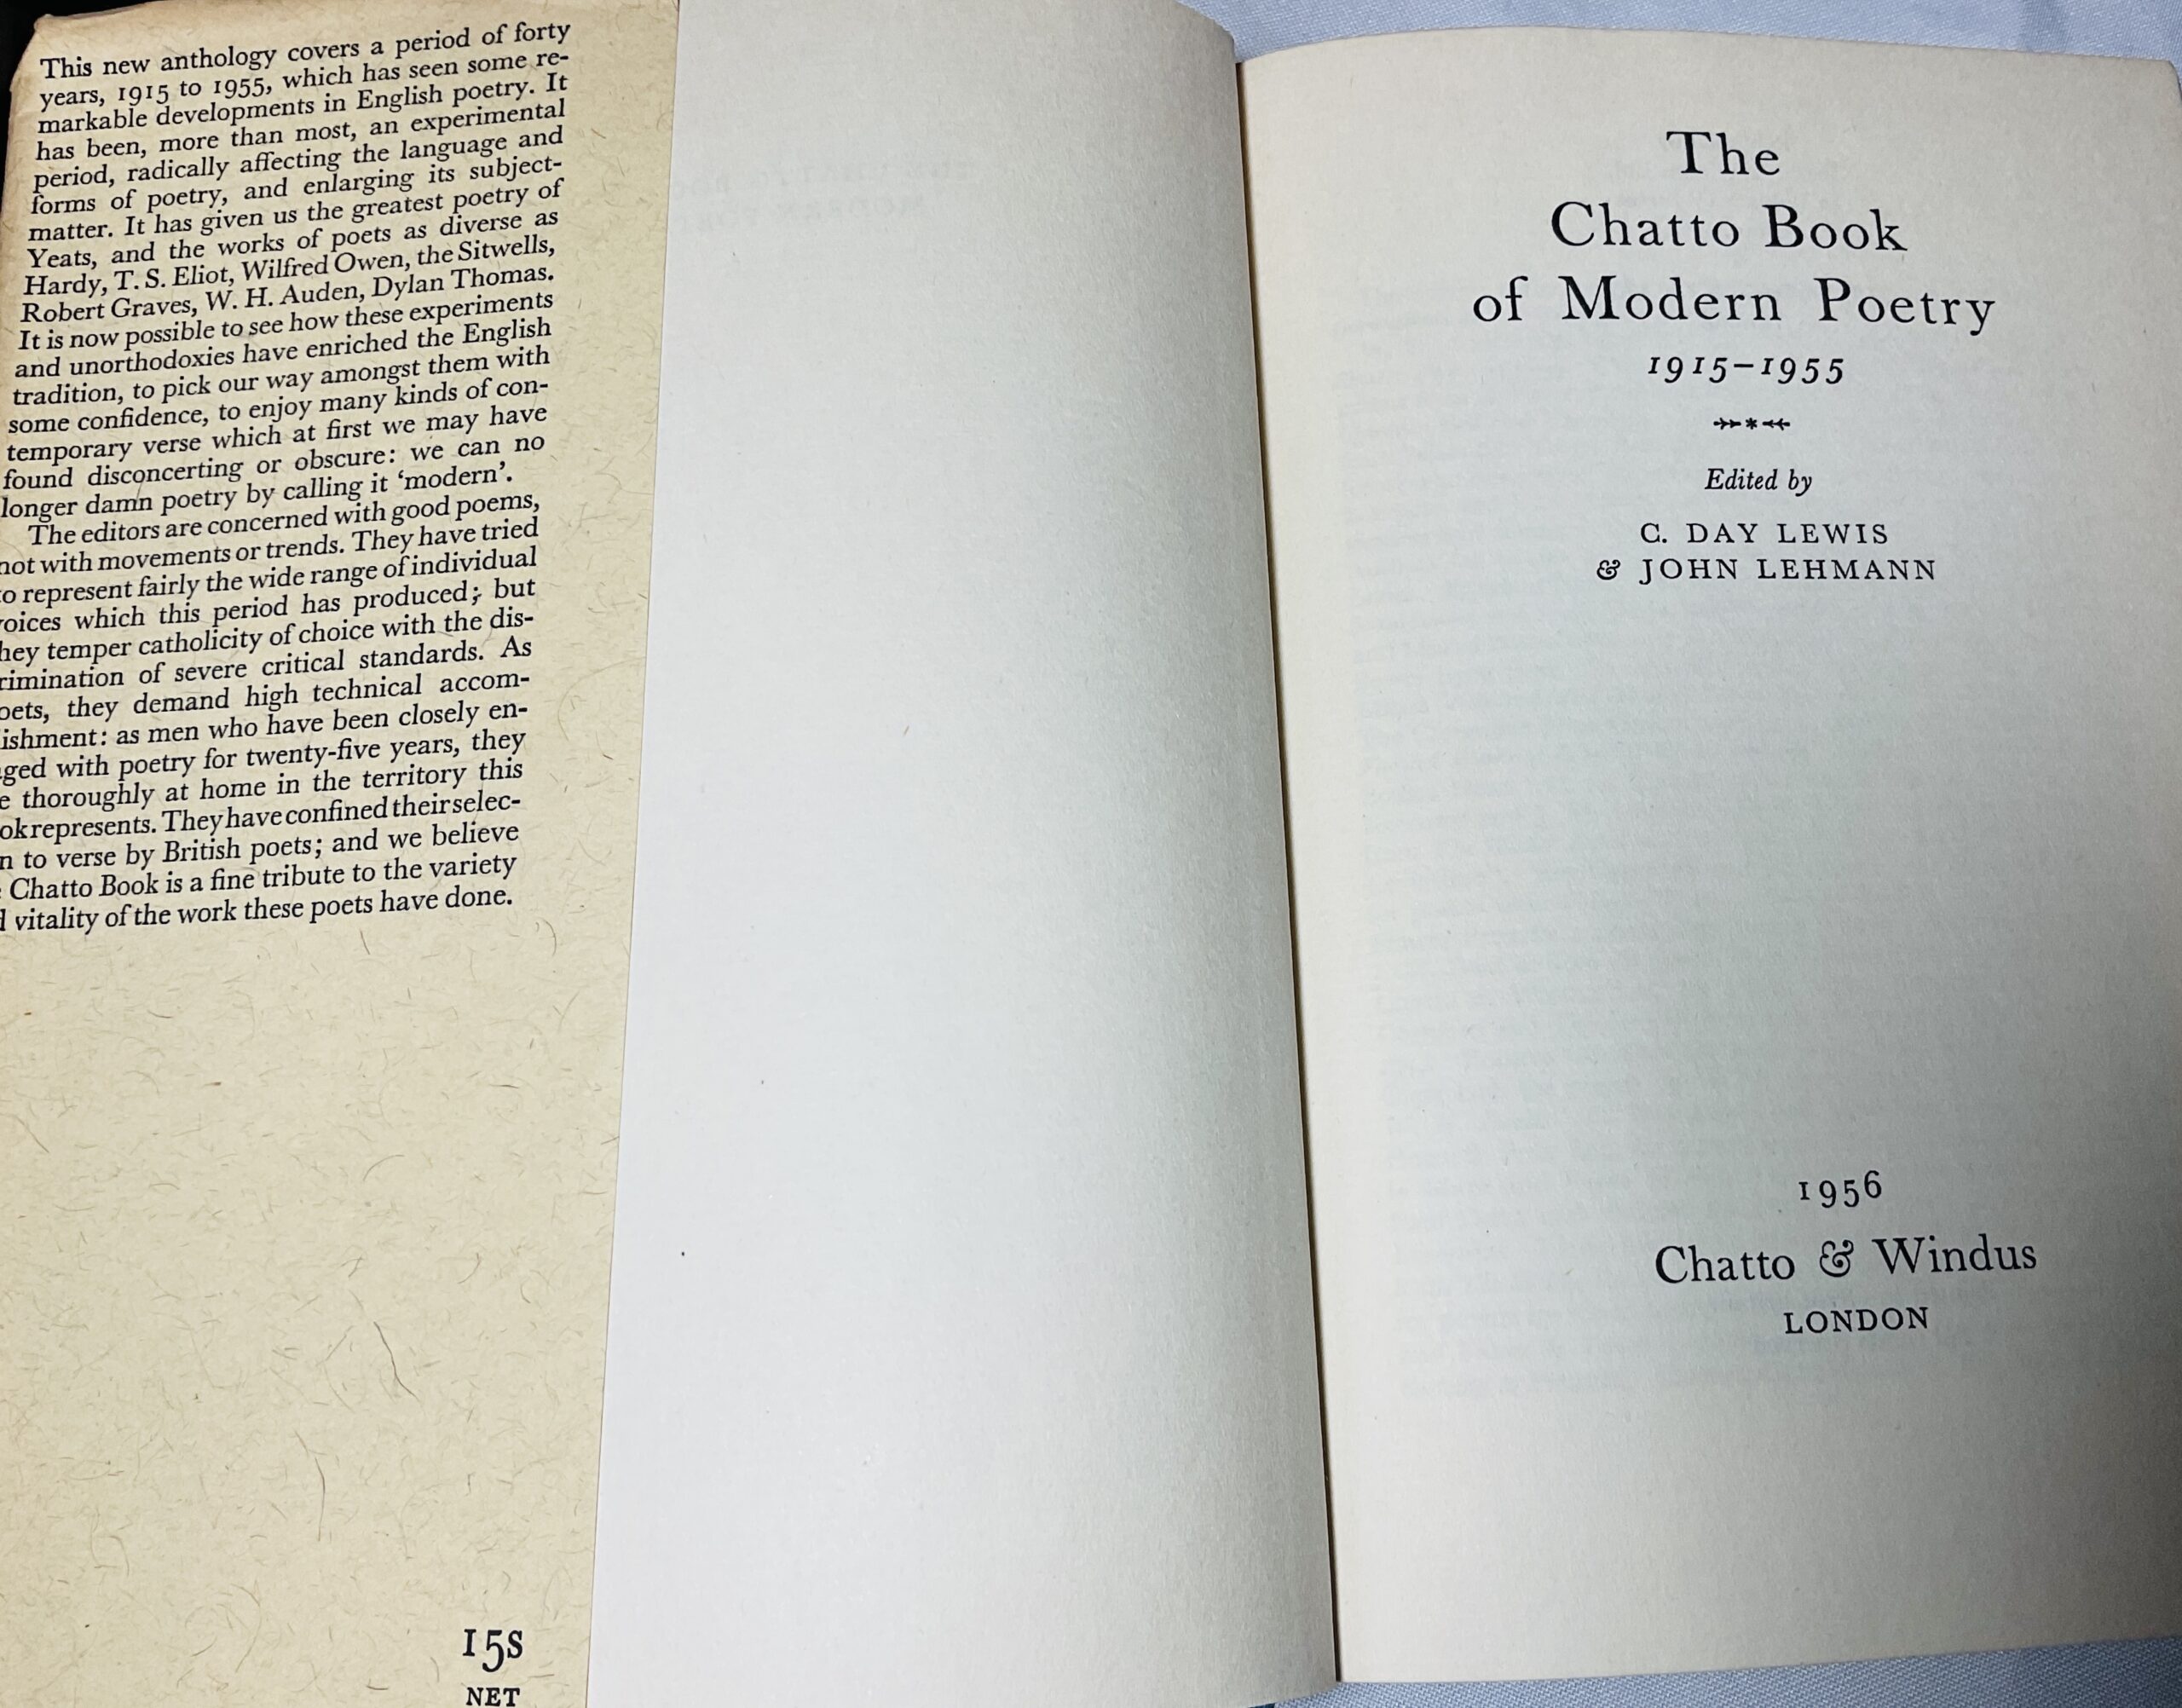 This new anthology covers a period of forty
years, 1915 to 1955, which has seen some re-
markable developments in English poetry. It
has been, more than most, an experimental
period, radically affecting the language and
forms of poetry, and enlarging its subject-
matter. It has given us the greatest poetry of
Yeats, and the works of poets as diverse as
Hardy, T. S. Eliot, Wilfred Owen, the Sitwells,
Robert Graves, W. H. Auden, Dylan Thomas.
It is now possible to see how these experiments
and unorthodoxies have enriched the English
tradition, to pick our way amongst them with
some confidence, to enjoy many kinds of con-
temporary verse which at first we may have
found disconcerting or obscure: we can no
longer damn poetry by calling it ‘modern’.
The editors are concerned with good poems,
not with movements or trends. They have tried
to represent fairly the wide range of individual
voices which this period has produced; but
they temper catholicity of choice with the dis-
rimination of severe critical standards. As
oets, they demand high technical accom-
ishment: as men who have been closely en-
ged with poetry for twenty-five years, they
e thoroughly at home in the territory this
ok represents. They have confined their selec-
n to verse by British poets; and we believe
Chatto Book is a fine tribute to the variety
d vitality of the work these poets have done.
15s
NET
The
Chatto Book
of Modern Poetry
1915–1955
Edited by
C. DAY LEWIS
& JOHN LEHMANN
1956
Chatto & Windus
LONDON